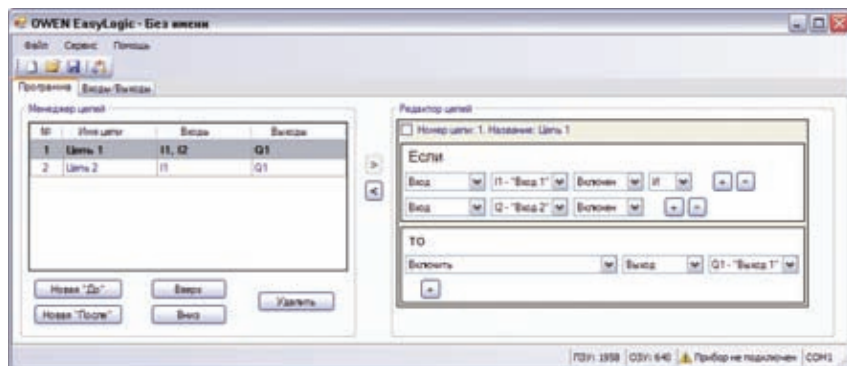 OWEN EasyLogic - Без имени
Файл Сервис Помощь
Программа Входы/Выходы
Менеджер цепей
№ Имя цепи Входы Выходы
1 Цепь 1 I1, I2 Q1
2 Цепь 2 I1 Q1
Новая "До" Вверх
Удалить
Новая "После" Вниз
> 
<
Редактор цепей
Номер цепи: 1. Название: Цепь 1
Если
Вход I1 - "Вход 1" Включен И + -
Вход I2 - "Вход 2" Включен + -
то
Включить Выход Q1 - "Выход 1"
+
ПЗУ: 1958 ОЗУ: 640 Прибор не подключен COM1